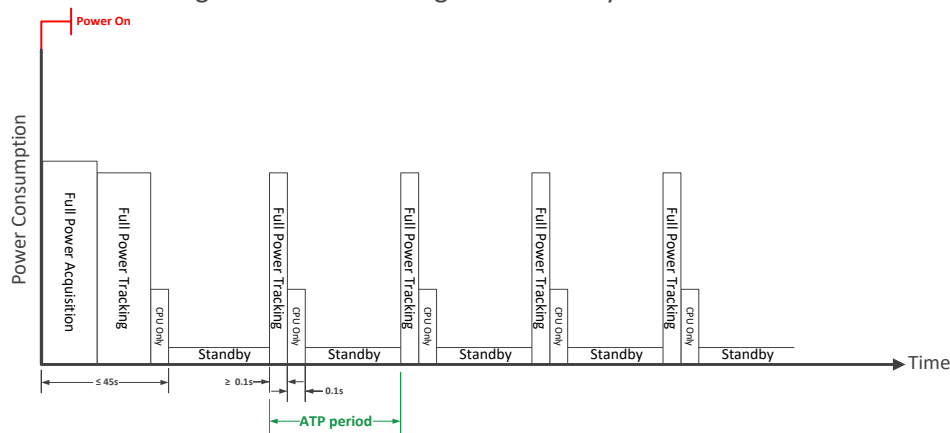 Power On
Power Consumption
Full Power Acquisition
Full Power Tracking
CPU Only
Standby
Full Power Tracking
CPU Only
Standby
Full Power Tracking
CPU Only
Standby
Full Power Tracking
CPU Only
Standby
Full Power Tracking
CPU Only
Standby
Time
≤ 45s
≥ 0.1s
0.1s
ATP period